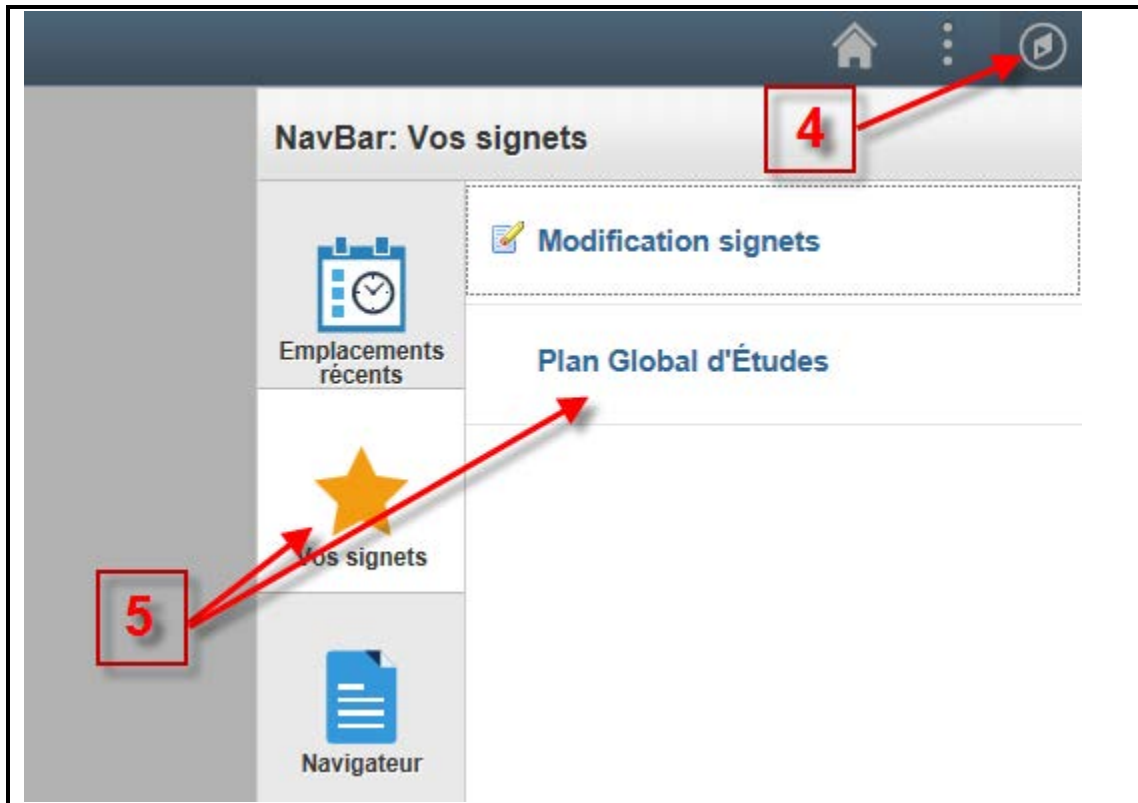 4
NavBar: Vos signets
Modification signets
Emplacements
récents
Plan Global d'Études
Vos signets
5
Navigateur